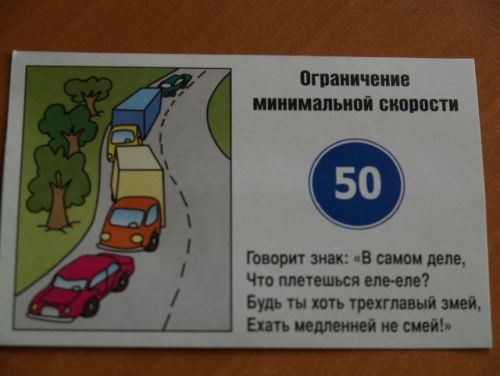 Ограничение
минимальной скорости
50
Говорит знак: «В самом деле,
Что плетешься еле-еле?
Будь ты хоть трехглавый змей,
Ехать медленней не смей!»